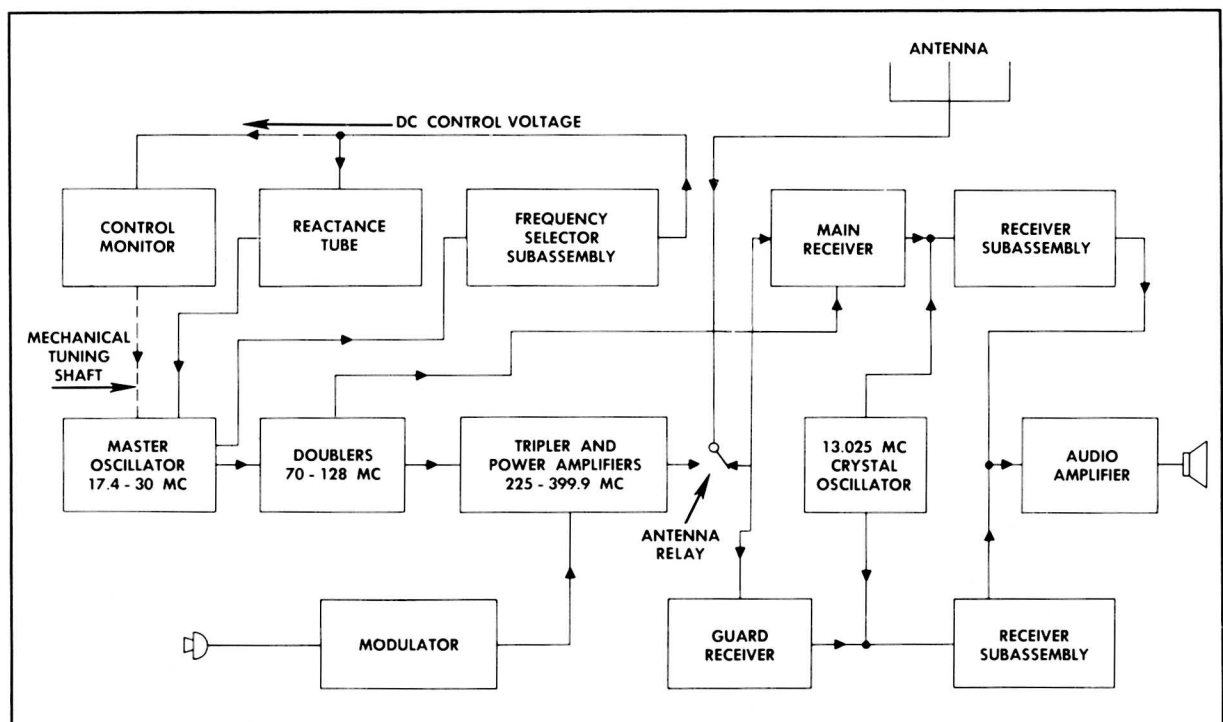 ANTENNA
DC CONTROL VOLTAGE
CONTROL
MONITOR
REACTANCE
TUBE
FREQUENCY
SELECTOR
SUBASSEMBLY
MAIN
RECEIVER
RECEIVER
SUBASSEMBLY
MECHANICAL
TUNING
SHAFT
MASTER
OSCILLATOR
17.4 - 30 MC
DOUBLERS
70 - 128 MC
TRIPLER AND
POWER AMPLIFIERS
225 - 399.9 MC
ANTENNA
RELAY
13.025 MC
CRYSTAL
OSCILLATOR
AUDIO
AMPLIFIER
MODULATOR
GUARD
RECEIVER
RECEIVER
SUBASSEMBLY